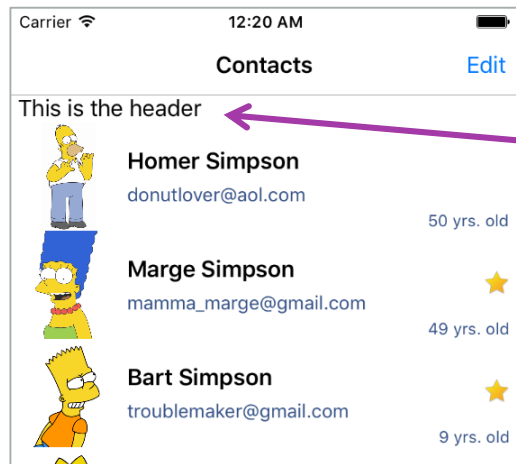 Carrier 12:20 AM
Contacts Edit
This is the header
Homer Simpson
donutlover@aol.com
50 yrs. old
Marge Simpson
mamma_marge@gmail.com
49 yrs. old
Bart Simpson
troublemaker@gmail.com
9 yrs. old